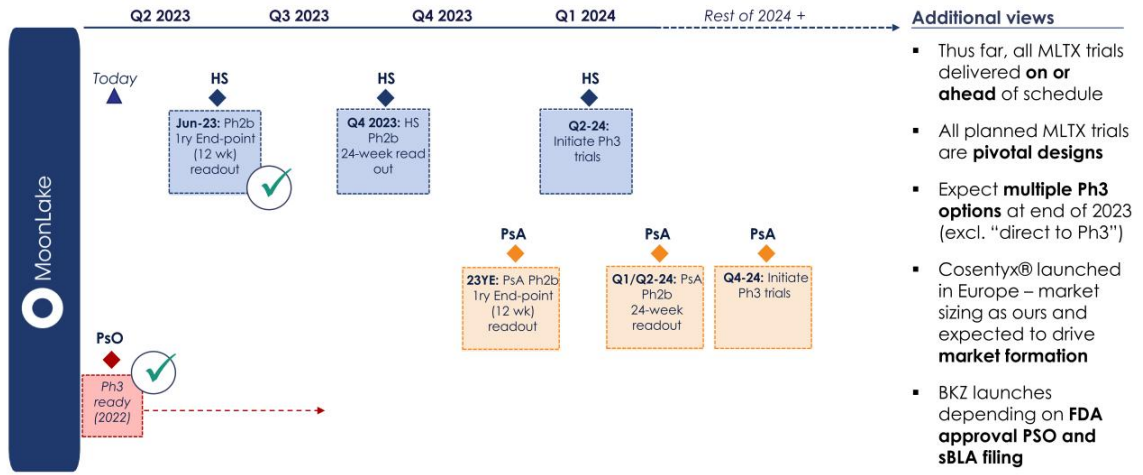 Q2 2023 Q3 2023 Q4 2023 Q1 2024 Rest of 2024 +
MoonLake
Today
HS
Jun-23: Ph2b
1ry End-point
(12 wk)
readout
HS
Q4 2023: HS
Ph2b
24-week read
out
HS
Q2-24:
Initiate Ph3
trials
PsA
23YE: PsA Ph2b
1ry End-point
(12 wk)
readout
PsA
Q1/Q2-24: PsA
Ph2b
24-week
readout
PsA
Q4-24: Initiate
Ph3 trials
PsO
Ph3
ready
(2022)
Additional views
▪ Thus far, all MLTX trials
delivered on or
ahead of schedule
▪ All planned MLTX trials
are pivotal designs
▪ Expect multiple Ph3
options at end of 2023
(excl. “direct to Ph3”)
▪ Cosentyx® launched
in Europe – market
sizing as ours and
expected to drive
market formation
▪ BKZ launches
depending on FDA
approval PSO and
sBLA filing